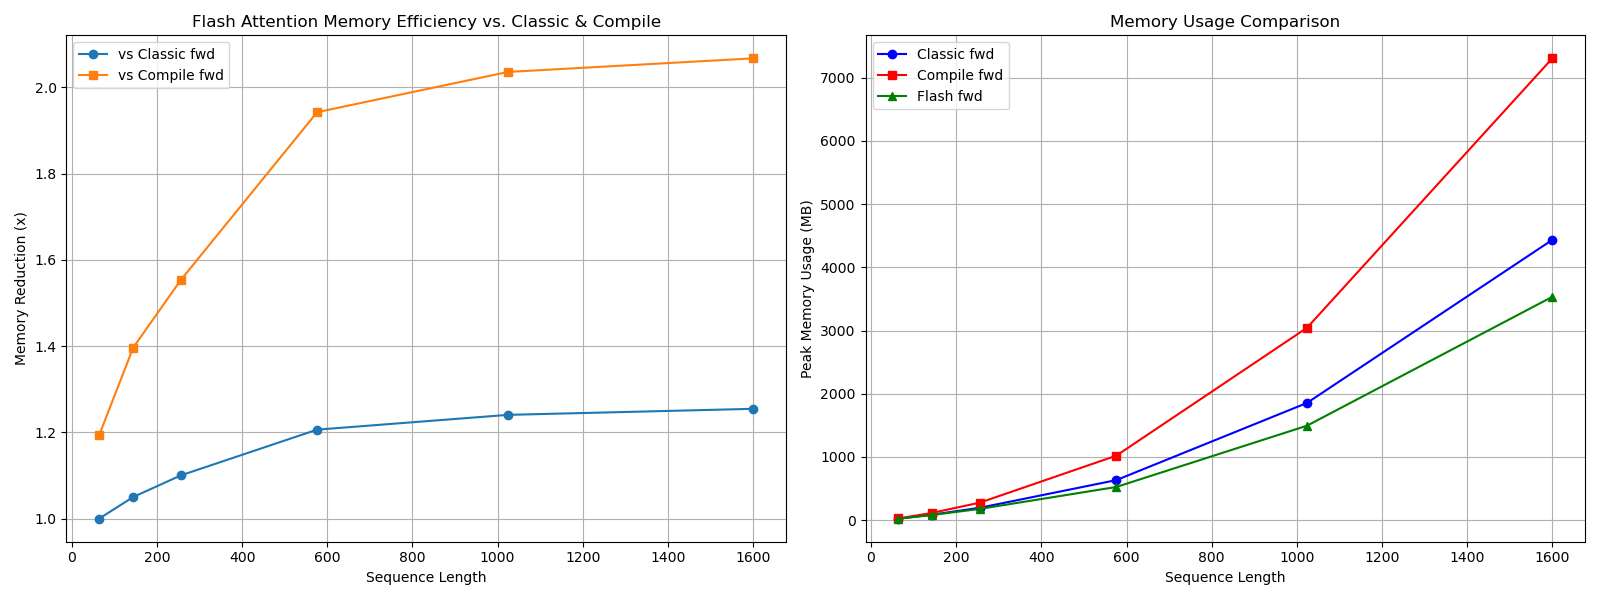 Flash Attention Memory Efficiency vs. Classic & Compile
vs Classic fwd
vs Compile fwd
Memory Reduction (x)
2.0
1.8
1.6
1.4
1.2
1.0
0 200 400 600 800 1000 1200 1400 1600
Sequence Length
Memory Usage Comparison
Classic fwd
Compile fwd
Flash fwd
Peak Memory Usage (MB)
7000
6000
5000
4000
3000
2000
1000
0
0 200 400 600 800 1000 1200 1400 1600
Sequence Length